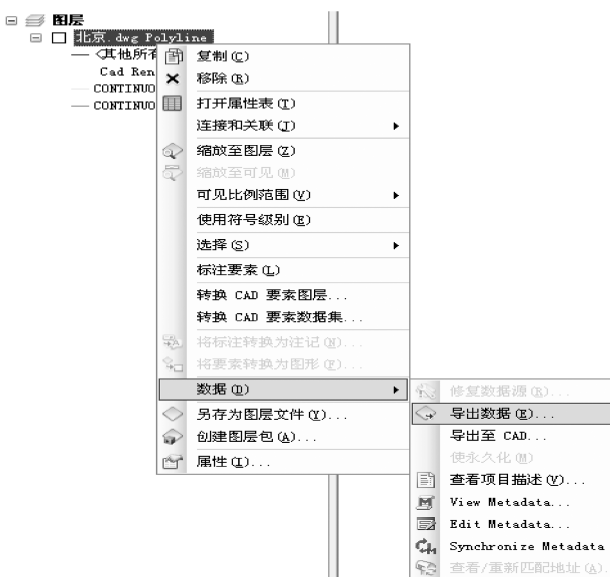 图层
北京.dwg Polyline
<其他所有
Cad Ren
CONTINUO
CONTINUO
复制(C)
移除(R)
打开属性表(T)
连接和关联(J)
缩放至图层(Z)
缩放至可见(M)
可见比例范围(V)
使用符号级别(E)
选择(S)
标注要素(L)
转换 CAD 要素图层...
转换 CAD 要素数据集...
将标注转换为注记(N)...
将要素转换为图形(F)...
数据(D)
另存为图层文件(Y)...
创建图层包(A)...
属性(I)...
修复数据源(R)...
导出数据(E)...
导出至 CAD...
使永久化(M)
查看项目描述(V)...
View Metadata...
Edit Metadata...
Synchronize Metadata
查看/重新匹配地址(A).